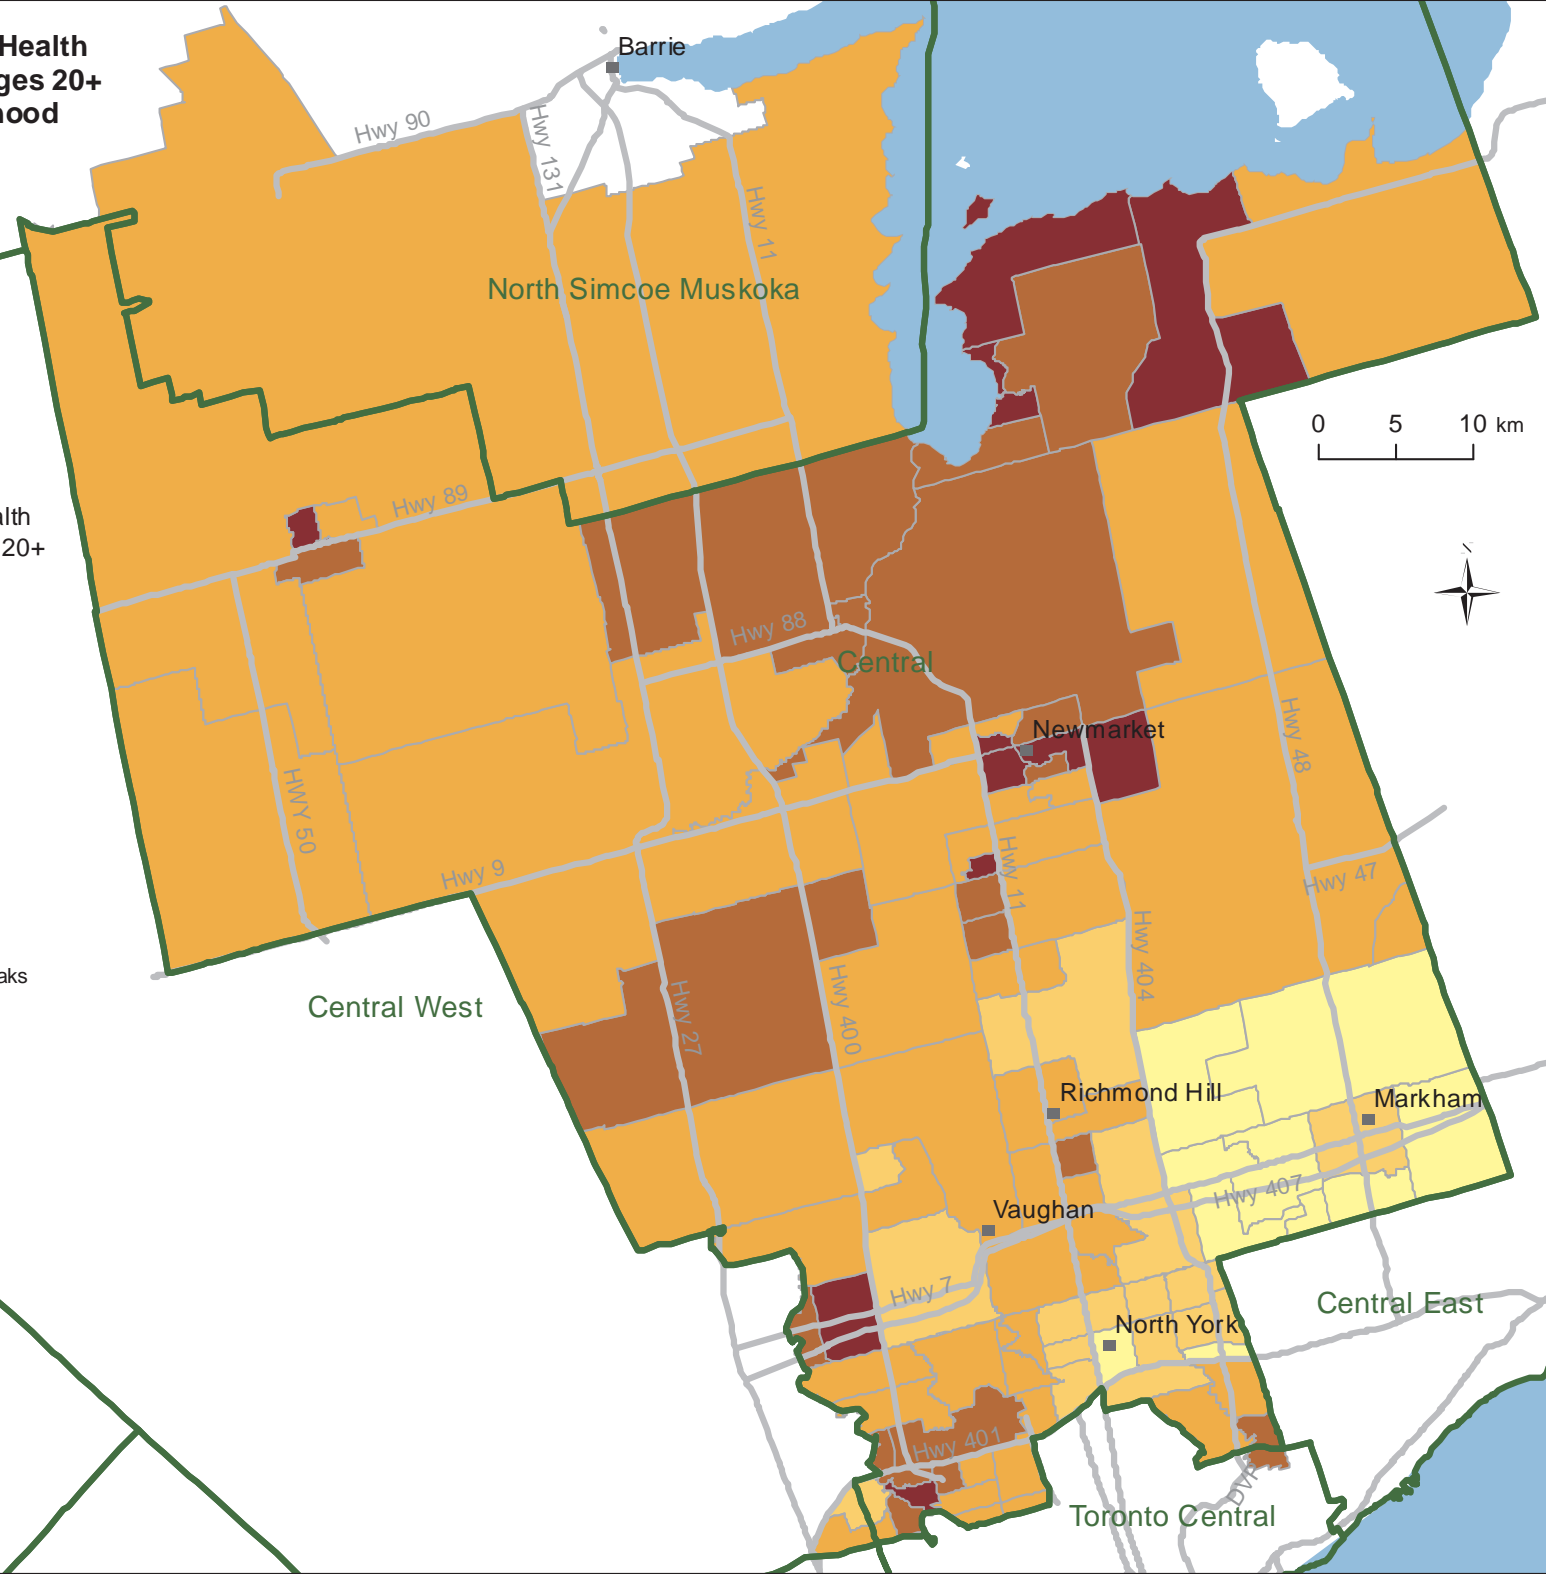 Health
ges 20+
hood
Barrie
Hwy 90
Hwy 131
Hwy 11
North Simcoe Muskoka
0 5 10 km
Hwy 89
alth
20+
N
Hwy 88
Central
Newmarket
Hwy 48
HWY 50
Hwy 9
Hwy 11
Hwy 47
aks
Central West
Hwy 27
Hwy 400
Hwy 404
Richmond Hill
Markham
Hwy 407
Vaughan
Hwy 7
Central East
North York
Hwy 401
DVP
Toronto Central